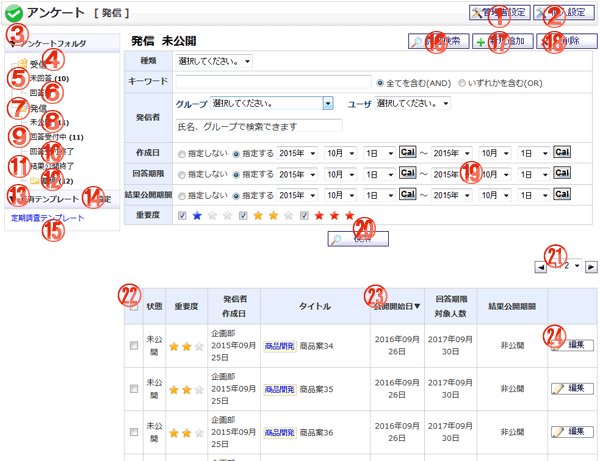 アンケート [ 発信 ]
① 管理者設定 ② 個人設定
③ アンケートフォルダ
④ 受信
⑤ 未回答 (10)
⑥ 回答
⑦ 発信
⑧ 未公 (11)
⑨ 回答受付中 (11)
⑩ 回答受付終了
⑪ 結果公開終了
⑫ (12)
⑬ 共有テンプレート ⑭ 設定
⑮ 定期調査テンプレート
発信 未公開
⑯ 検索 ⑰ 追加 ⑱ 削除
種類 選択してください。
キーワード 全てを含む(AND) いずれかを含む(OR)
発信者 グループ 選択してください。 ユーザ 選択してください。
氏名、グループで検索できます
作成日 指定しない 指定する 2015年 10月 1日 Cal ～ 2015年 10月 1日 Cal
回答期限 指定しない 指定する 2015年 10月 1日 Cal ～ 2015年 ⑲ 10月 1日 Cal
結果公開期間 指定しない 指定する 2015年 10月 1日 Cal ～ 2015年 10月 1日 Cal
重要度
⑳ 検索
㉑ 1/2
㉒ 状態 重要度 発信者 作成日 タイトル ㉓ 公開開始日▼ 回答期限 対象人数 結果公開期間
未公開 企画部 2015年09月25日 商品開発 商品案34 2016年09月26日 2017年09月30日 非公開 ㉔ 編集
未公開 企画部 2015年09月25日 商品開発 商品案35 2016年09月26日 2017年09月30日 非公開 編集
未公開 企画部 2015年09月25日 商品開発 商品案36 2016年09月26日 2017年09月30日 非公開 編集
企画部